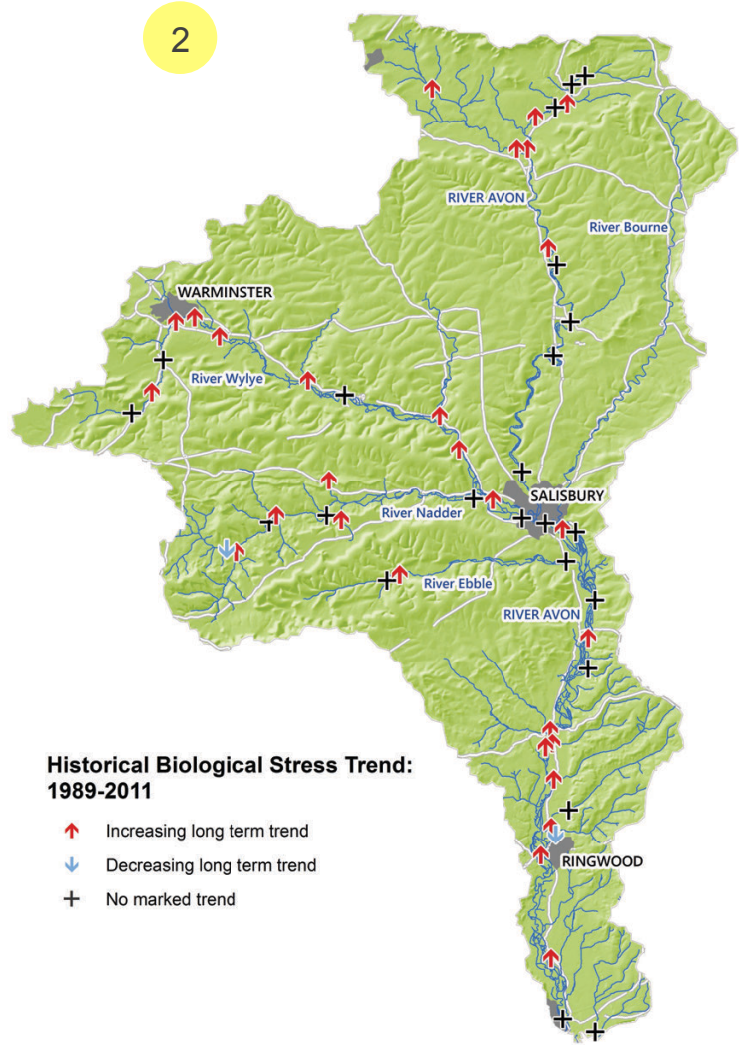 2
RIVER AVON
River Bourne
WARMINSTER
River Wylye
SALISBURY
River Nadder
River Ebble
RIVER AVON
Historical Biological Stress Trend:
1989-2011
Increasing long term trend
Decreasing long term trend
No marked trend
RINGWOOD